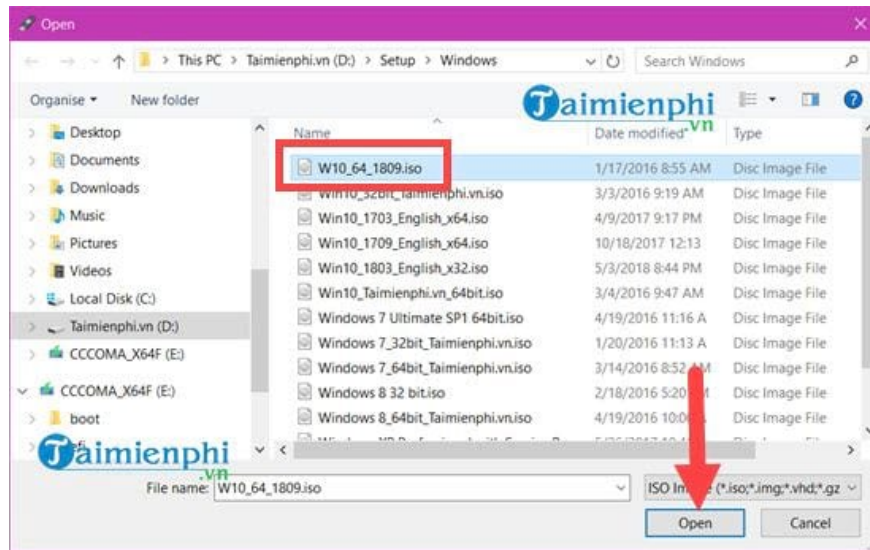 Open
This PC > Taimienphi.vn (D:) > Setup > Windows
Search Windows
Organise
New folder
Taimienphi
.vn
Name
Date modified
Type
Desktop
Documents
Downloads
Music
Pictures
Videos
Local Disk (C:)
Taimienphi.vn (D:)
CCCOMA_X64F (E:)
CCCOMA_X64F (E:)
boot
W10_64_1809.iso 1/17/2016 8:55 AM Disc Image File
Win10_32bit_Taimienphi.vn.iso 3/3/2016 9:19 AM Disc Image File
Win10_1703_English_x64.iso 4/9/2017 9:17 PM Disc Image File
Win10_1709_English_x64.iso 10/18/2017 12:13 Disc Image File
Win10_1803_English_x32.iso 5/3/2018 8:44 PM Disc Image File
Win10_Taimienphi.vn_64bit.iso 3/4/2016 9:47 AM Disc Image File
Windows 7 Ultimate SP1 64bit.iso 4/19/2016 11:16 A Disc Image File
Windows 7_32bit_Taimienphi.vn.iso 1/20/2016 11:13 A Disc Image File
Windows 7_64bit_Taimienphi.vn.iso 3/14/2016 8:52 Disc Image File
Windows 8 32 bit.iso 2/18/2016 5:20 Disc Image File
Windows 8_64bit_Taimienphi.vn.iso 4/19/2016 Disc Image File
Taimienphi
.vn
File name: W10_64_1809.iso
ISO (*.iso;*.img;*.vhd;*.gz
Open
Cancel